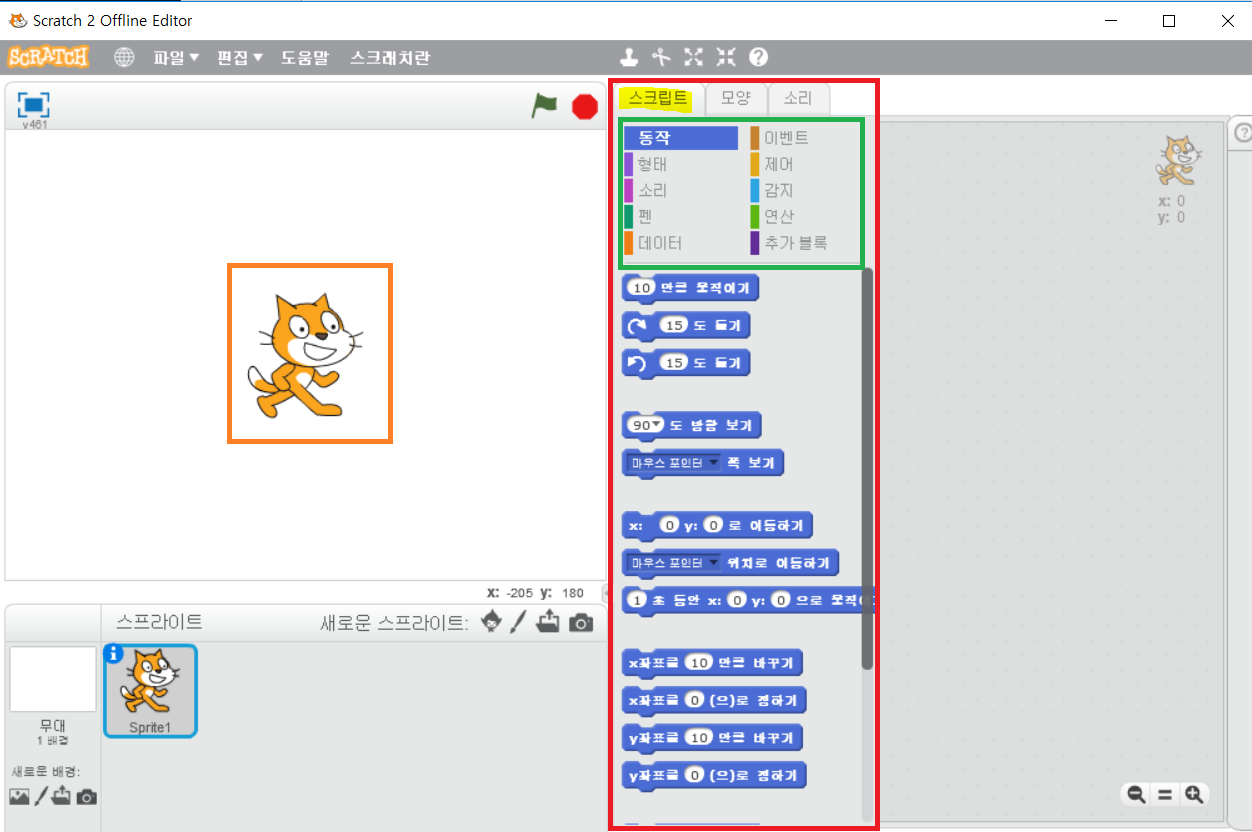 Scratch 2 Offline Editor
SCRATCH 파일 편집 도움말 스크래치란
v461
스크립트 모양 소리
동작 이벤트
형태 제어
소리 감지
펜 연산
데이터 추가 블록
x: 0
y: 0
10 만큼 움직이기
15 도 돌기
15 도 돌기
90 도 방향 보기
마우스 포인터 쪽 보기
x: 0 y: 0 로 이동하기
마우스 포인터 위치로 이동하기
1 초 동안 x: 0 y: 0 으로 움직이
x좌표를 10 만큼 바꾸기
x좌표를 0 (으)로 정하기
y좌표를 10 만큼 바꾸기
y좌표를 0 (으)로 정하기
x: -205 y: 180
스프라이트 새로운 스프라이트:
Sprite1
무대
1 배경
새로운 배경: